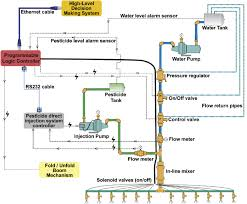 Ethernet cable
High-Level
Decision
Making System
Water level alarm sensor
Water
Tank
Programmable
Logic Controller
Pesticide level alarm sensor
Water Pump
Pressure regulator
RS232 cable
Pesticide
Tank
On/Off valve
Flow return pipes
Pesticide direct
injection system
controller
Injection Pump
Control valve
Flow meter
Flow meter
Fold / Unfold
Boom
Mechanism
In-line mixer
Solenoid valves (on/off)